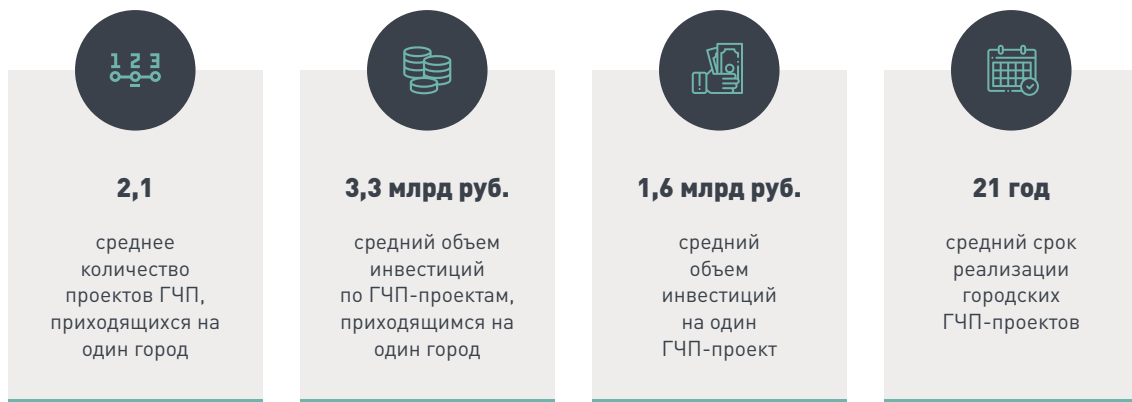 1 2 3
2,1
среднее
количество
проектов ГЧП,
приходящихся на
один город
3,3 млрд руб.
средний объем
инвестиций
по ГЧП-проектам,
приходящимся на
один город
1,6 млрд руб.
средний
объем
инвестиций
на один
ГЧП-проект
21 год
средний срок
реализации
городских
ГЧП-проектов